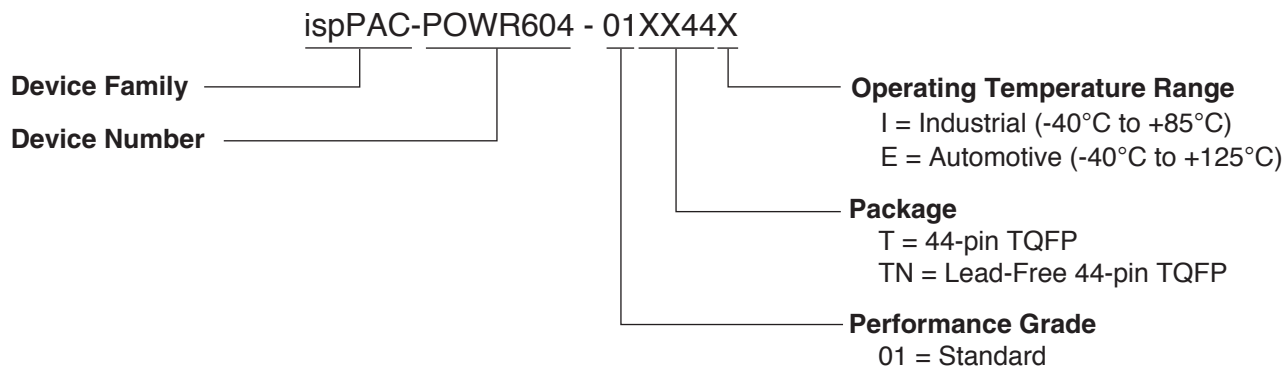 ispPAC-POWR604 - 01XX44X
Device Family
Device Number
Operating Temperature Range
I = Industrial (-40°C to +85°C)
E = Automotive (-40°C to +125°C)
Package
T = 44-pin TQFP
TN = Lead-Free 44-pin TQFP
Performance Grade
01 = Standard